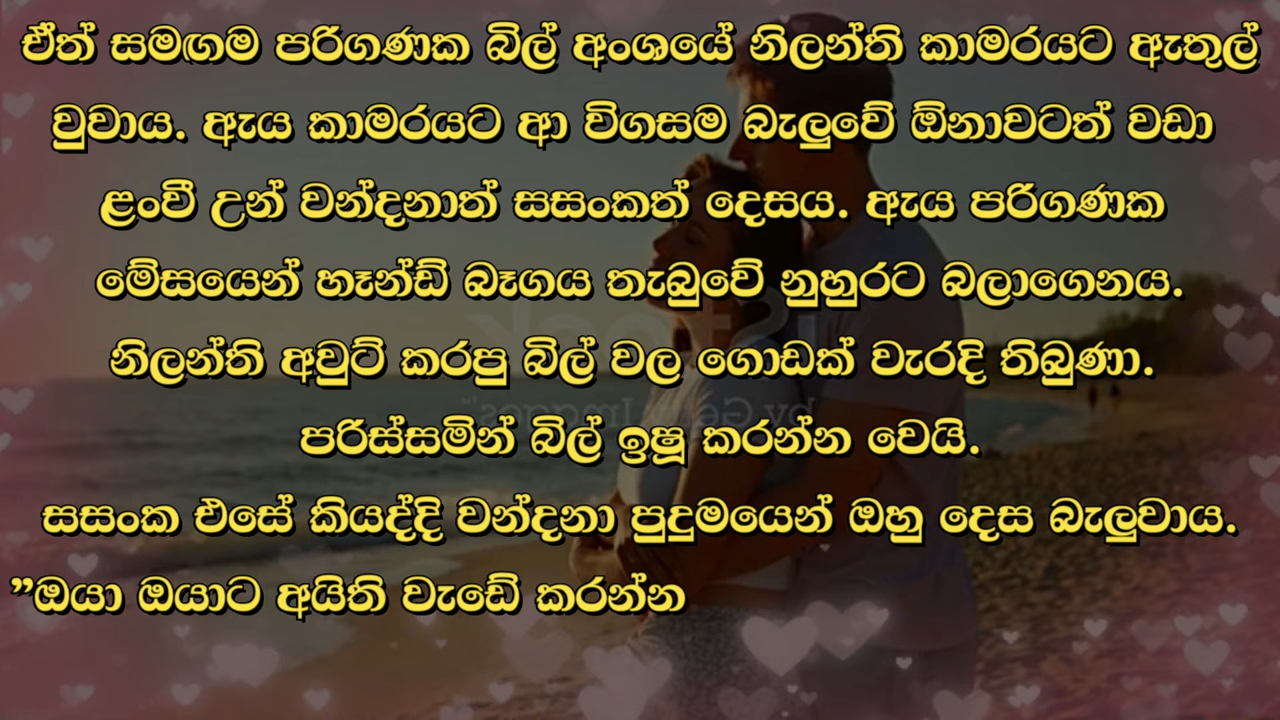 ඒත් සමඟම පරිගණක බිල් අංශයේ නිලන්ති කාමරයට ඇතුල්
වුවාය. ඇය කාමරයට ආ විගසම බැලුවේ ඕනාවටත් වඩා
ළංවී උන් වන්දනාත් සසංකත් දෙසය. ඇය පරිගණක
මේසයෙන් හෑන්ඩ් බෑගය තැබුවේ නුහුරට බලාගෙනය.
නිලන්ති අවුට් කරපු බිල් වල ගොඩක් වැරදි තිබුණා.
පරිස්සමින් බිල් ඉෂූ කරන්න වෙයි.
සසංක එසේ කියද්දි වන්දනා පුදුමයෙන් ඔහු දෙස බැලුවාය.
”ඔයා ඔයාට අයිති වැඩේ කරන්න